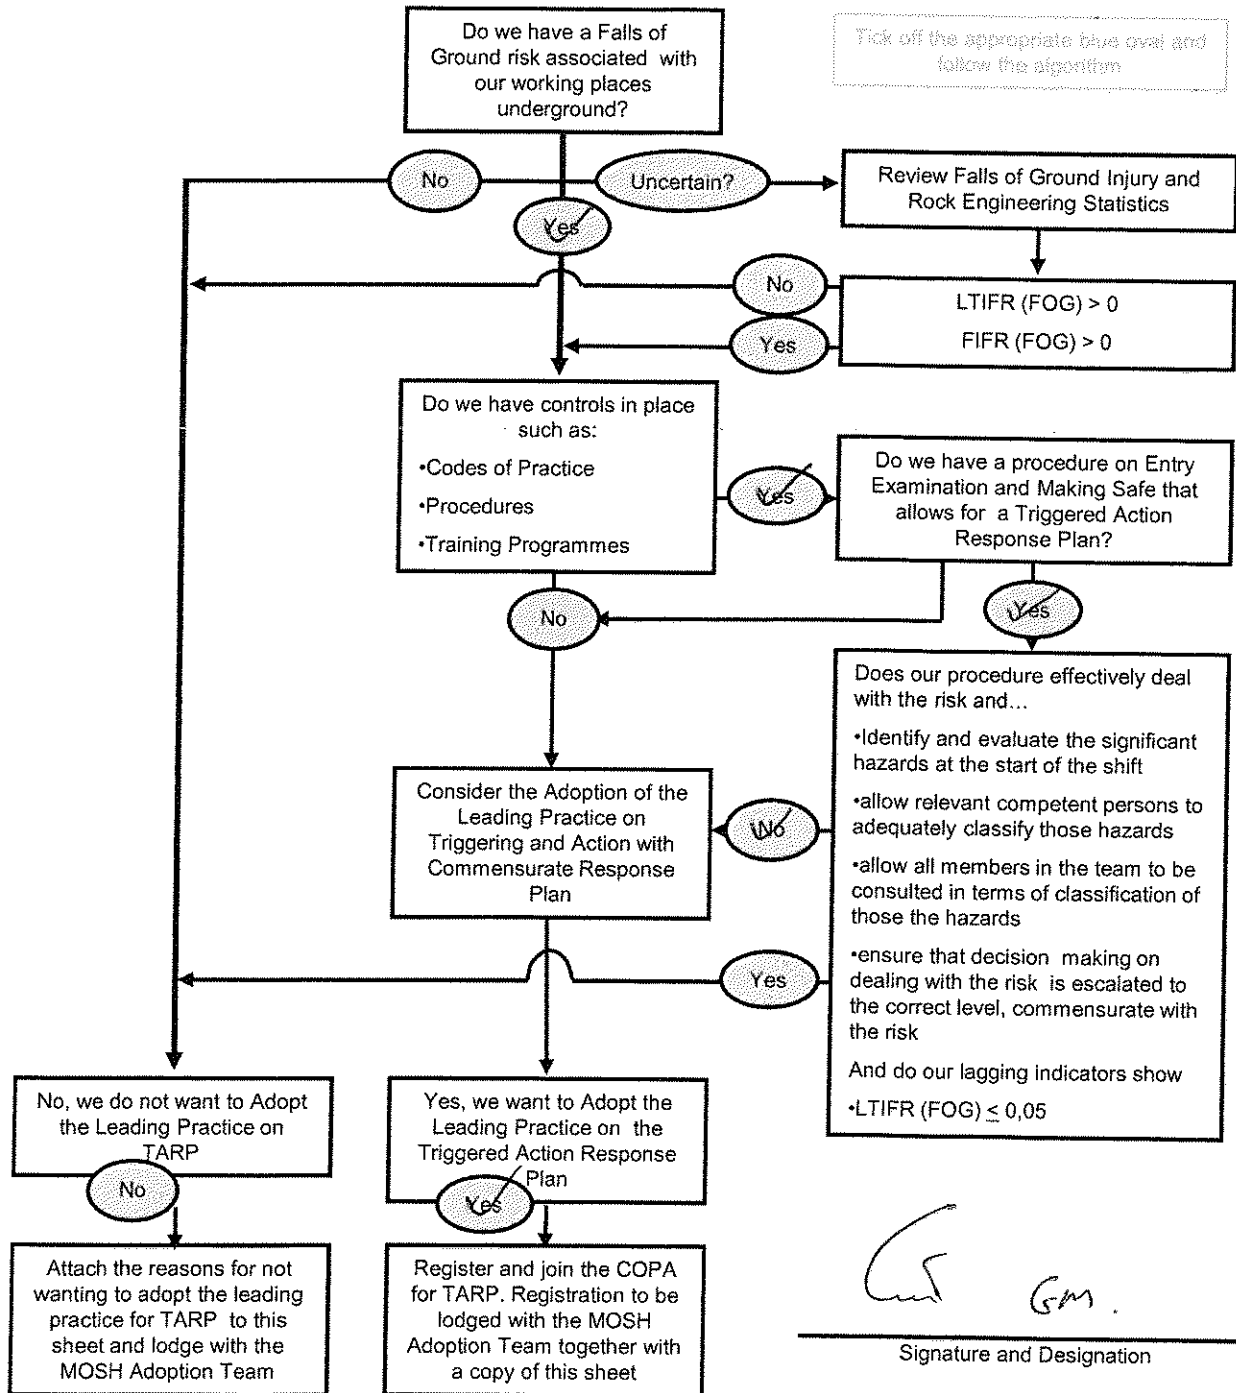 Do we have a Falls of
Ground risk associated with
our working places
underground?
Tick off the appropriate blue oval and
follow the algorithm
No
Uncertain?
Yes
Review Falls of Ground Injury and
Rock Engineering Statistics
No
Yes
LTIFR (FOG) > 0
FIFR (FOG) > 0
Do we have controls in place
such as:
•Codes of Practice
•Procedures
•Training Programmes
Yes
Do we have a procedure on Entry
Examination and Making Safe that
allows for a Triggered Action
Response Plan?
No
Yes
Does our procedure effectively deal
with the risk and...
•Identify and evaluate the significant
hazards at the start of the shift
•allow relevant competent persons to
adequately classify those hazards
•allow all members in the team to be
consulted in terms of classification of
those the hazards
•ensure that decision making on
dealing with the risk is escalated to
the correct level, commensurate with
the risk
And do our lagging indicators show
•LTIFR (FOG) ≤ 0,05
Consider the Adoption of the
Leading Practice on
Triggering and Action with
Commensurate Response
Plan
No
Yes
No, we do not want to Adopt
the Leading Practice on
TARP
No
Yes, we want to Adopt the
Leading Practice on the
Triggered Action Response
Plan
Yes
Attach the reasons for not
wanting to adopt the leading
practice for TARP to this
sheet and lodge with the
MOSH Adoption Team
Register and join the COPA
for TARP. Registration to be
lodged with the MOSH
Adoption Team together with
a copy of this sheet
GM.
Signature and Designation